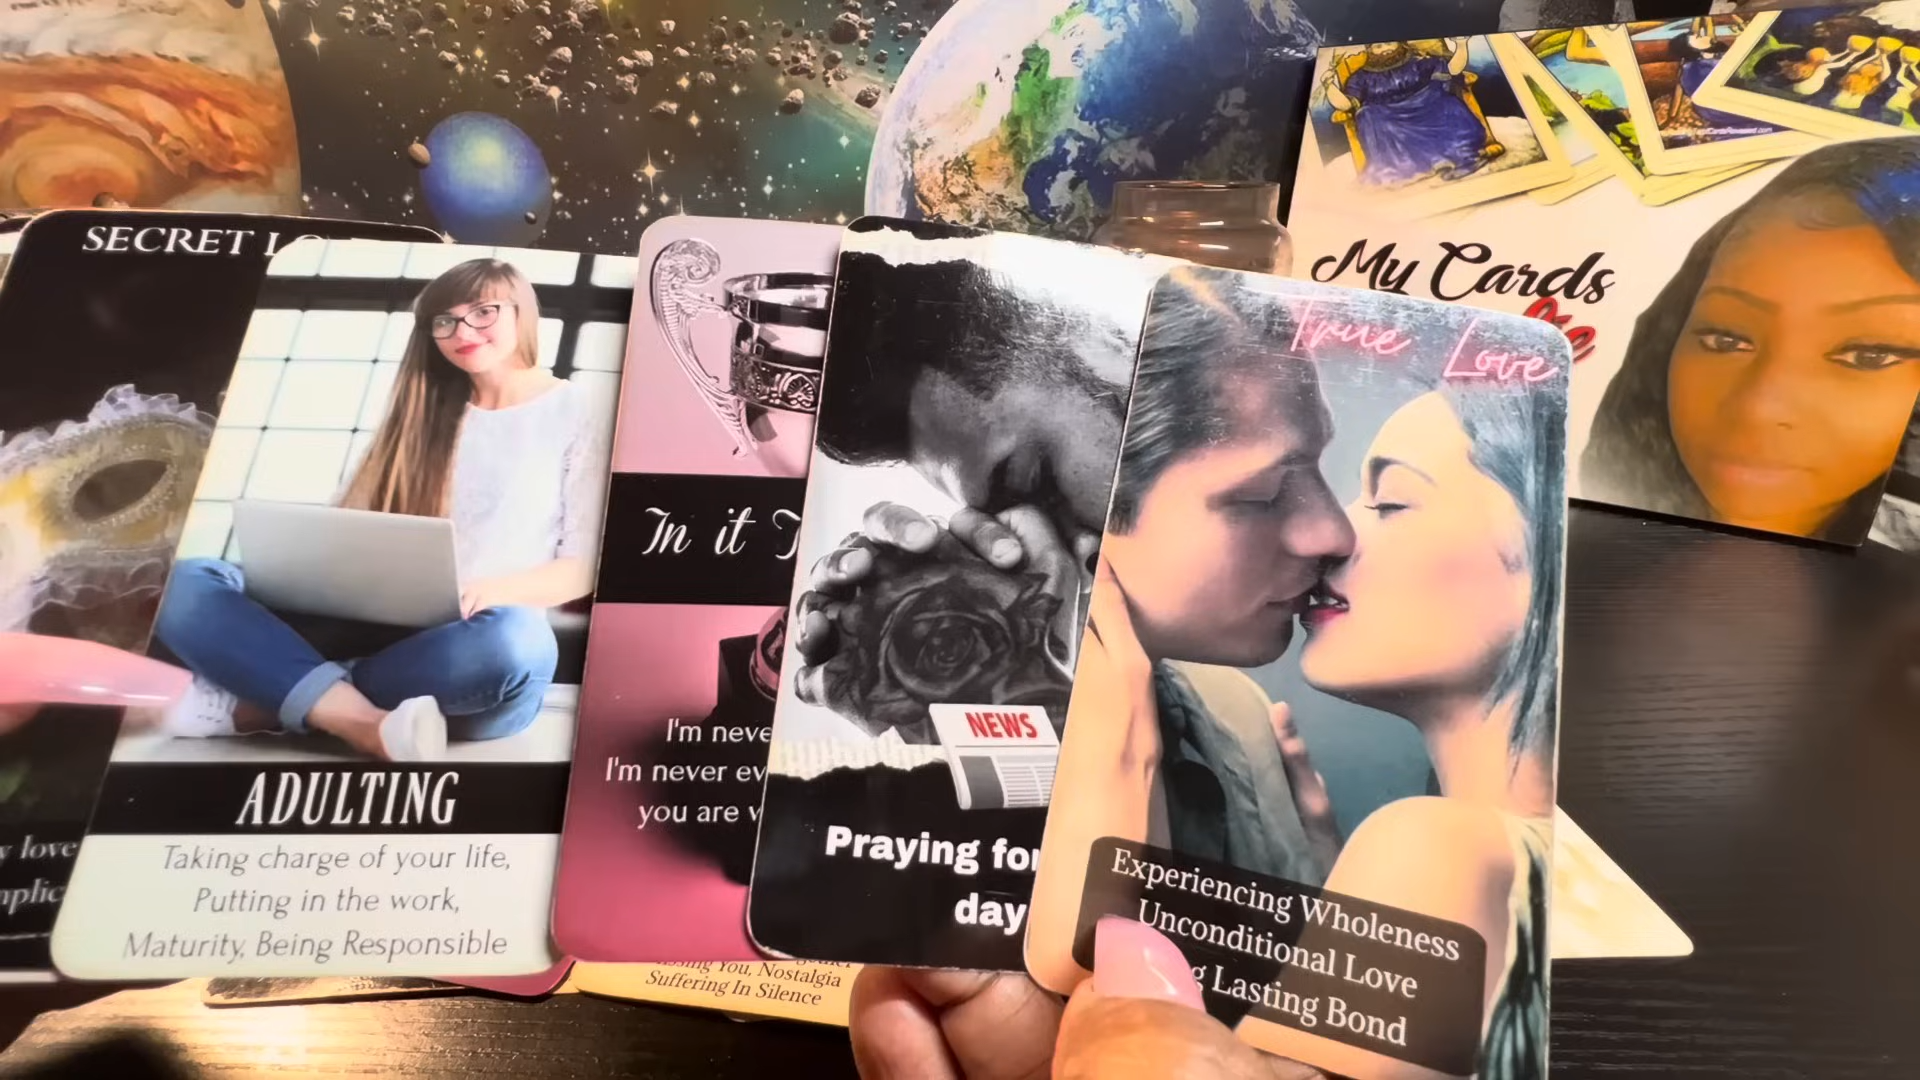 SECRET
My Cards
True Love
In it
NEWS
I'm neve
I'm never ev
you are
ADULTING
Taking charge of your life,
Putting in the work,
Maturity, Being Responsible
love
Praying for
day
Experiencing Wholeness
Unconditional Love
Lasting Bond
You, Nostalgia
Suffering In Silence